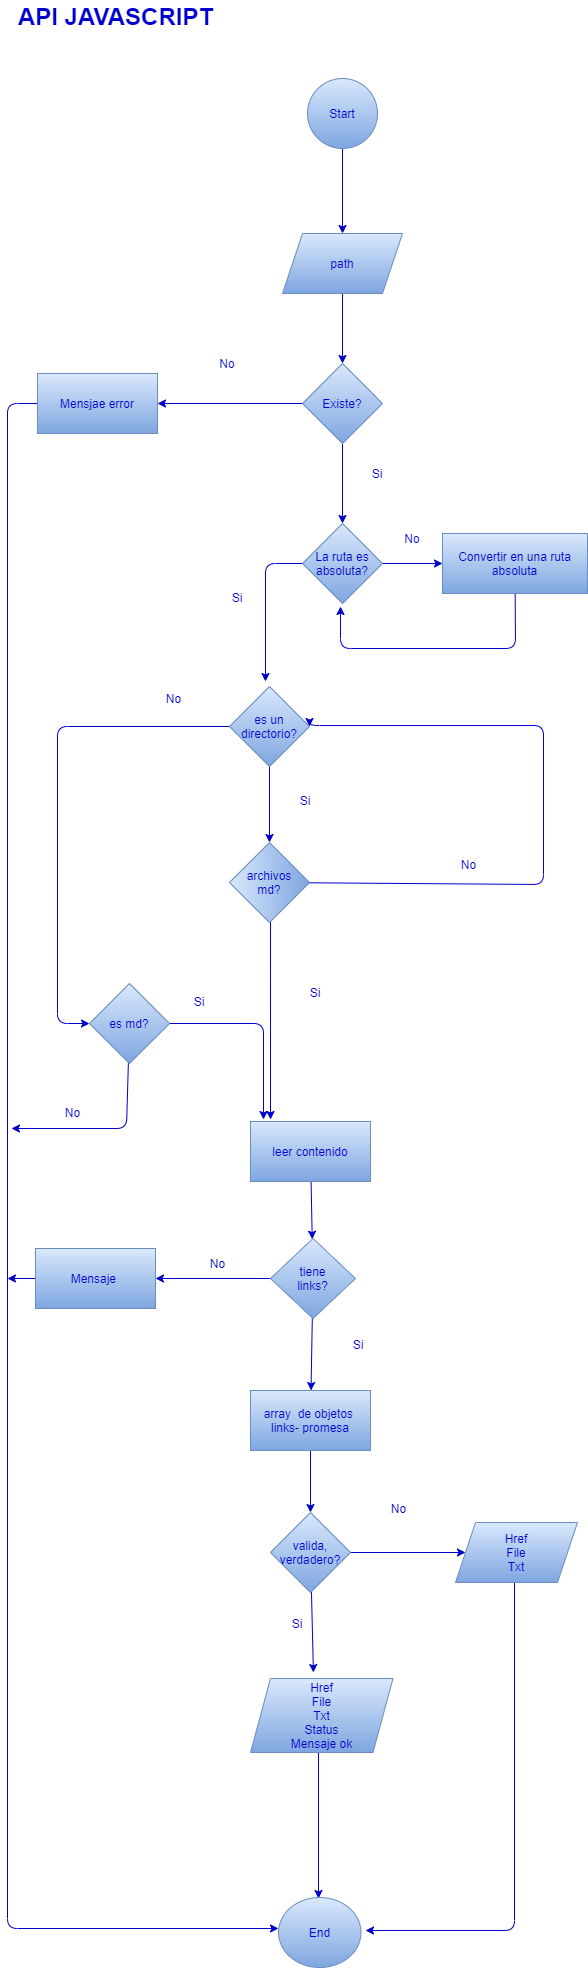 API JAVASCRIPT
Start
path
No
Mensjae error
Existe?
Si
La ruta es
absoluta?
No
Convertir en una ruta
absoluta
Si
No
es un
directorio?
Si
archivos
md?
No
Si
es md?
Si
No
leer contenido
tiene
links?
No
Mensaje
Si
array  de objetos
links- promesa
valida,
verdadero?
No
Href
File
Txt
Si
Href
File
Txt
Status
Mensaje ok
End